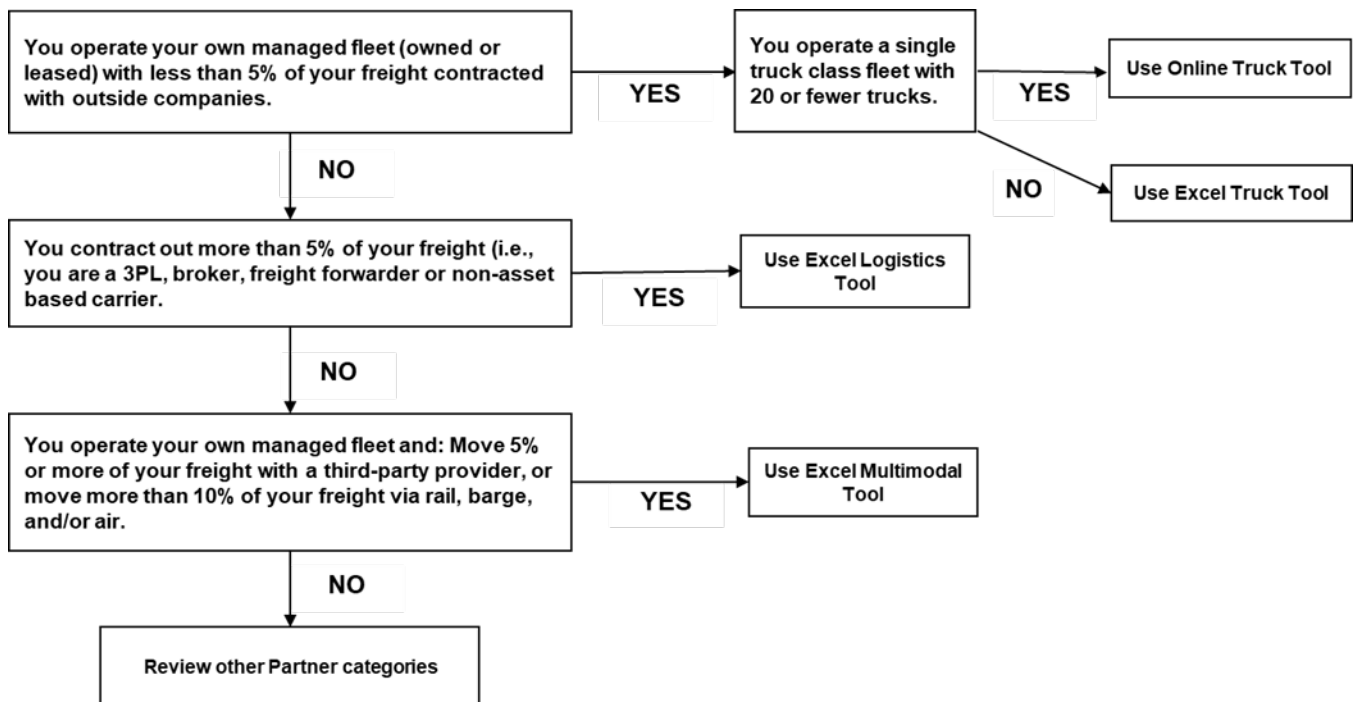 You operate your own managed fleet (owned or
leased) with less than 5% of your freight contracted
with outside companies.
YES
You operate a single
truck class fleet with
20 or fewer trucks.
YES
Use Online Truck Tool
NO
Use Excel Truck Tool
NO
You contract out more than 5% of your freight (i.e.,
you are a 3PL, broker, freight forwarder or non-asset
based carrier.
YES
Use Excel Logistics
Tool
NO
You operate your own managed fleet and: Move 5%
or more of your freight with a third-party provider, or
move more than 10% of your freight via rail, barge,
and/or air.
YES
Use Excel Multimodal
Tool
NO
Review other Partner categories